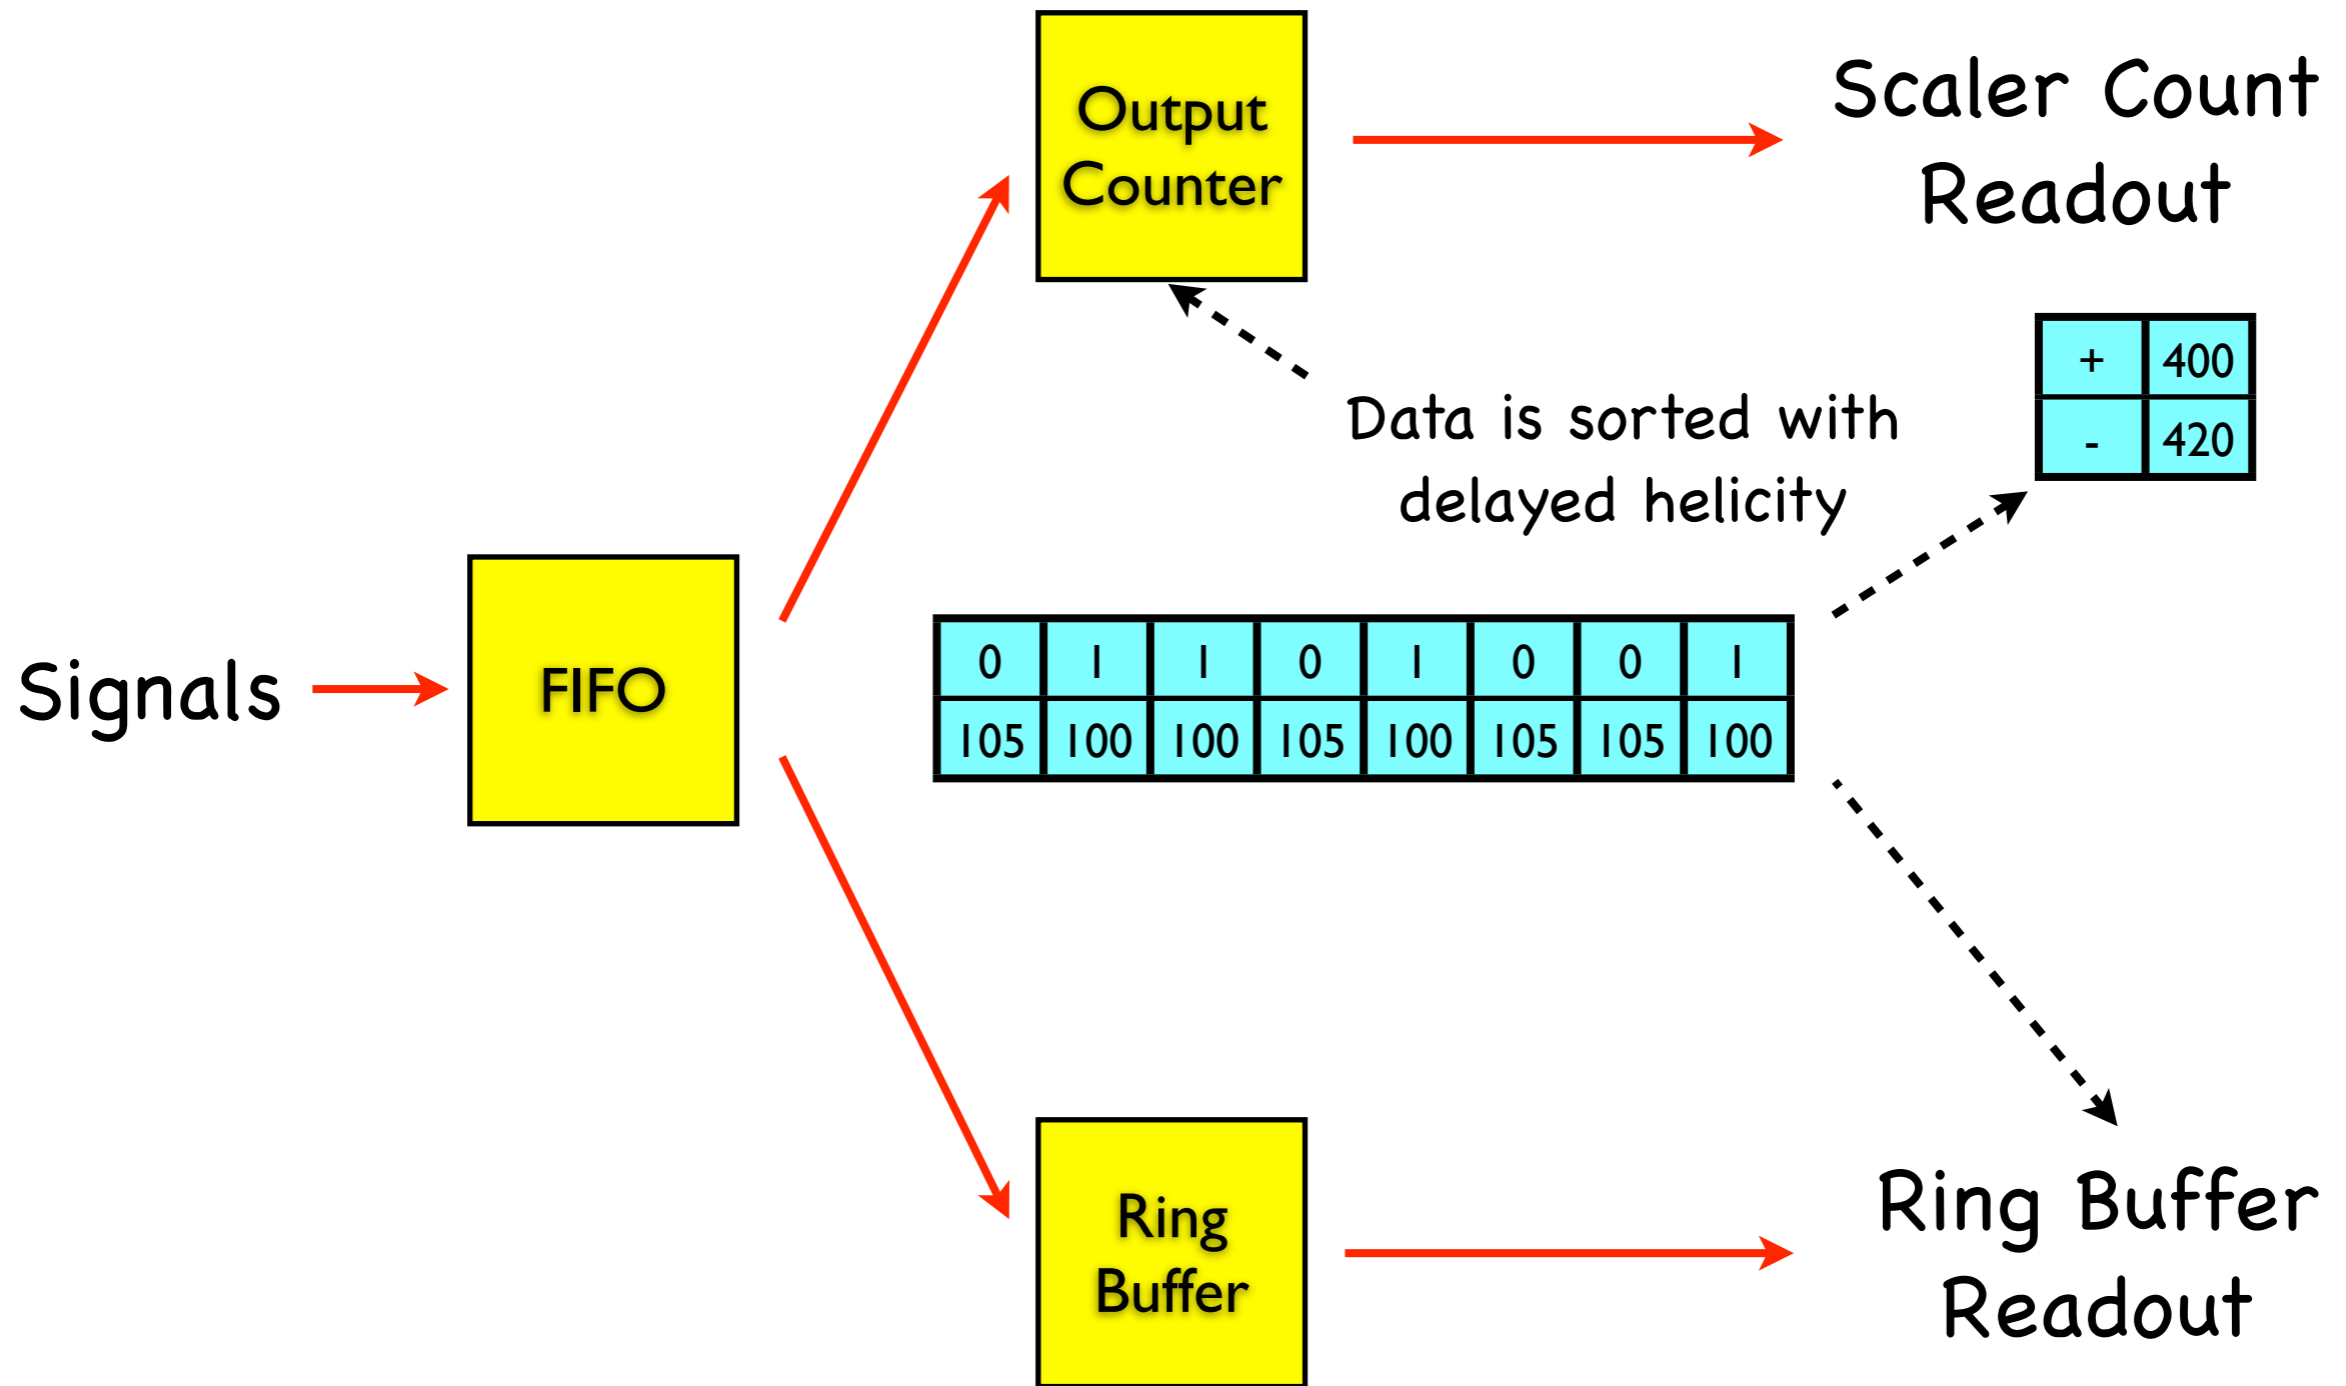 Output
Counter
Scaler Count
Readout
+ 400
- 420
Data is sorted with
delayed helicity
Signals
FIFO
0 1 1 0 1 0 0 1
105 100 100 105 100 105 105 100
Ring
Buffer
Ring Buffer
Readout